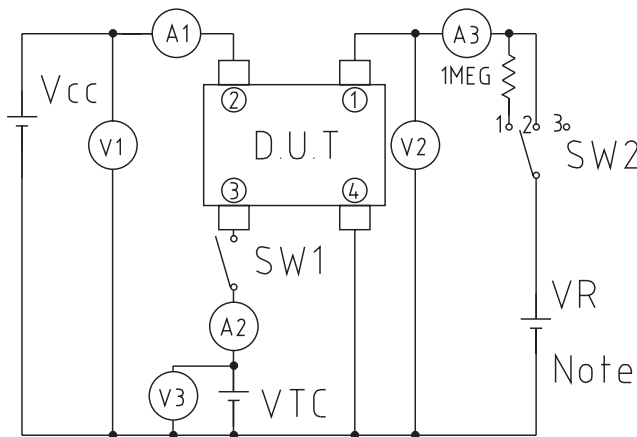 A1
A3
Vcc
1MEG
2
1
1 2 3
V1
D.U.T
V2
SW2
3
4
SW1
VR
A2
Note
V3
VTC